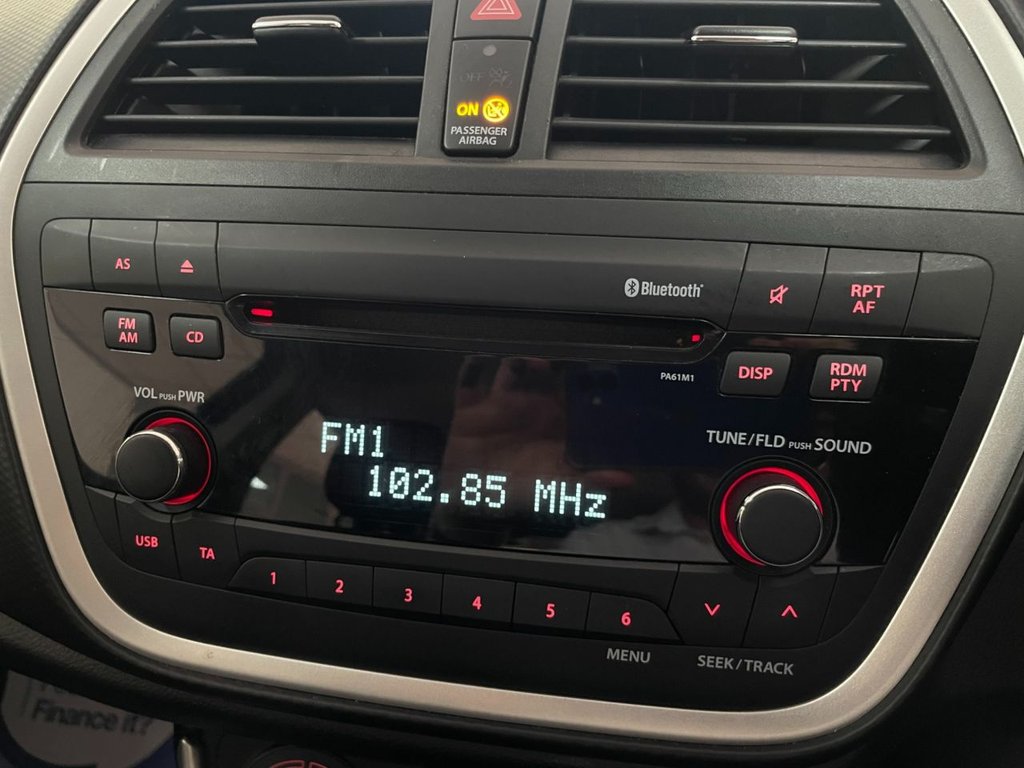 OFF
ON
PASSENGER
AIRBAG
AS
Bluetooth
RPT
AF
FM
AM
CD
PA61M1
DISP
RDM
PTY
VOL PUSH PWR
TUNE/FLD PUSH SOUND
FM1
102.85 MHz
USB
TA
1
2
3
4
5
6
MENU
SEEK/TRACK
Finance it?